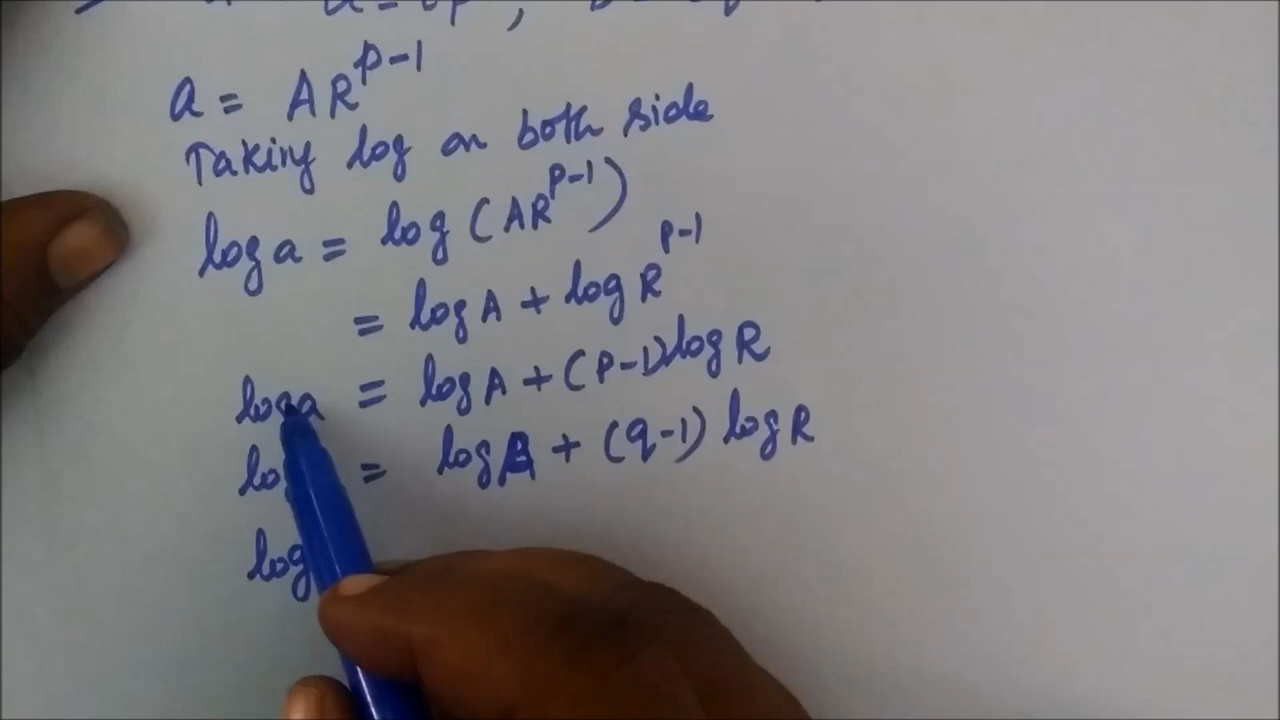 a = AR^{P-1}
Taking log on both side
log a = log (AR^{P-1})
= log A + log R^{P-1}
log a = log A + (P-1) log R
= log A + (q-1) log R
log